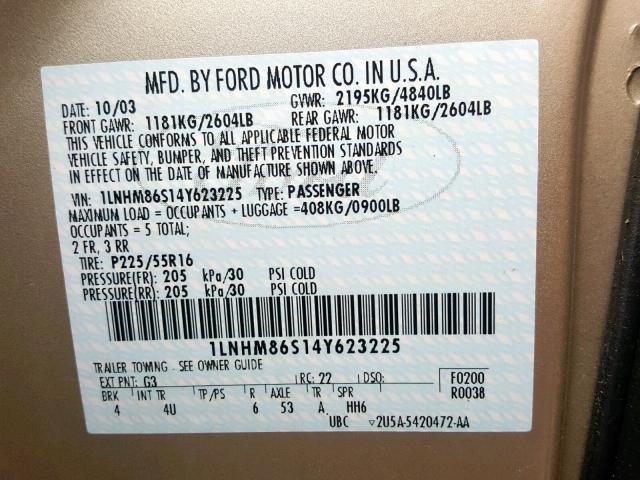 MFD. BY FORD MOTOR CO. IN U.S.A.
DATE: 10/03 GVWR: 2195KG/4840LB
FRONT GAWR: 1181KG/2604LB REAR GAWR: 1181KG/2604LB
THIS VEHICLE CONFORMS TO ALL APPLICABLE FEDERAL MOTOR
VEHICLE SAFETY, BUMPER, AND THEFT PREVENTION STANDARDS
IN EFFECT ON THE DATE OF MANUFACTURE SHOWN ABOVE.
VIN: 1LNHM86S14Y623225 TYPE: PASSENGER
MAXIMUM LOAD = OCCUPANTS + LUGGAGE =408KG/0900LB
OCCUPANTS = 5 TOTAL;
2 FR, 3 RR
TIRE: P225/55R16
PRESSURE(FR): 205 kPa/30 PSI COLD
PRESSURE(RR): 205 kPa/30 PSI COLD
1LNHM86S14Y623225
TRAILER TOWING - SEE OWNER GUIDE
EXT PNT: G3 RC: 22 DSO: F0200
BRK INT TR TP/PS R AXLE TR SPR R0038
4 4U 6 53 A HH6
UBC ▽2U5A-5420472-AA